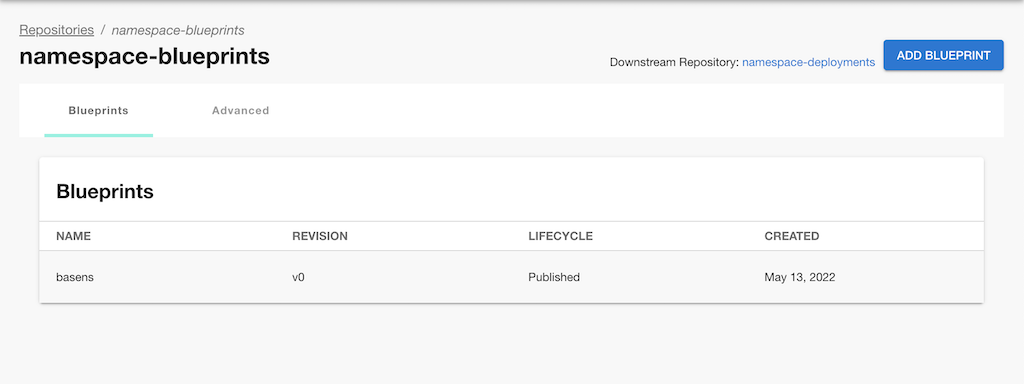 Repositories / namespace-blueprints
namespace-blueprints
Downstream Repository: namespace-deployments
ADD BLUEPRINT
Blueprints Advanced
Blueprints
NAME REVISION LIFECYCLE CREATED
basens v0 Published May 13, 2022